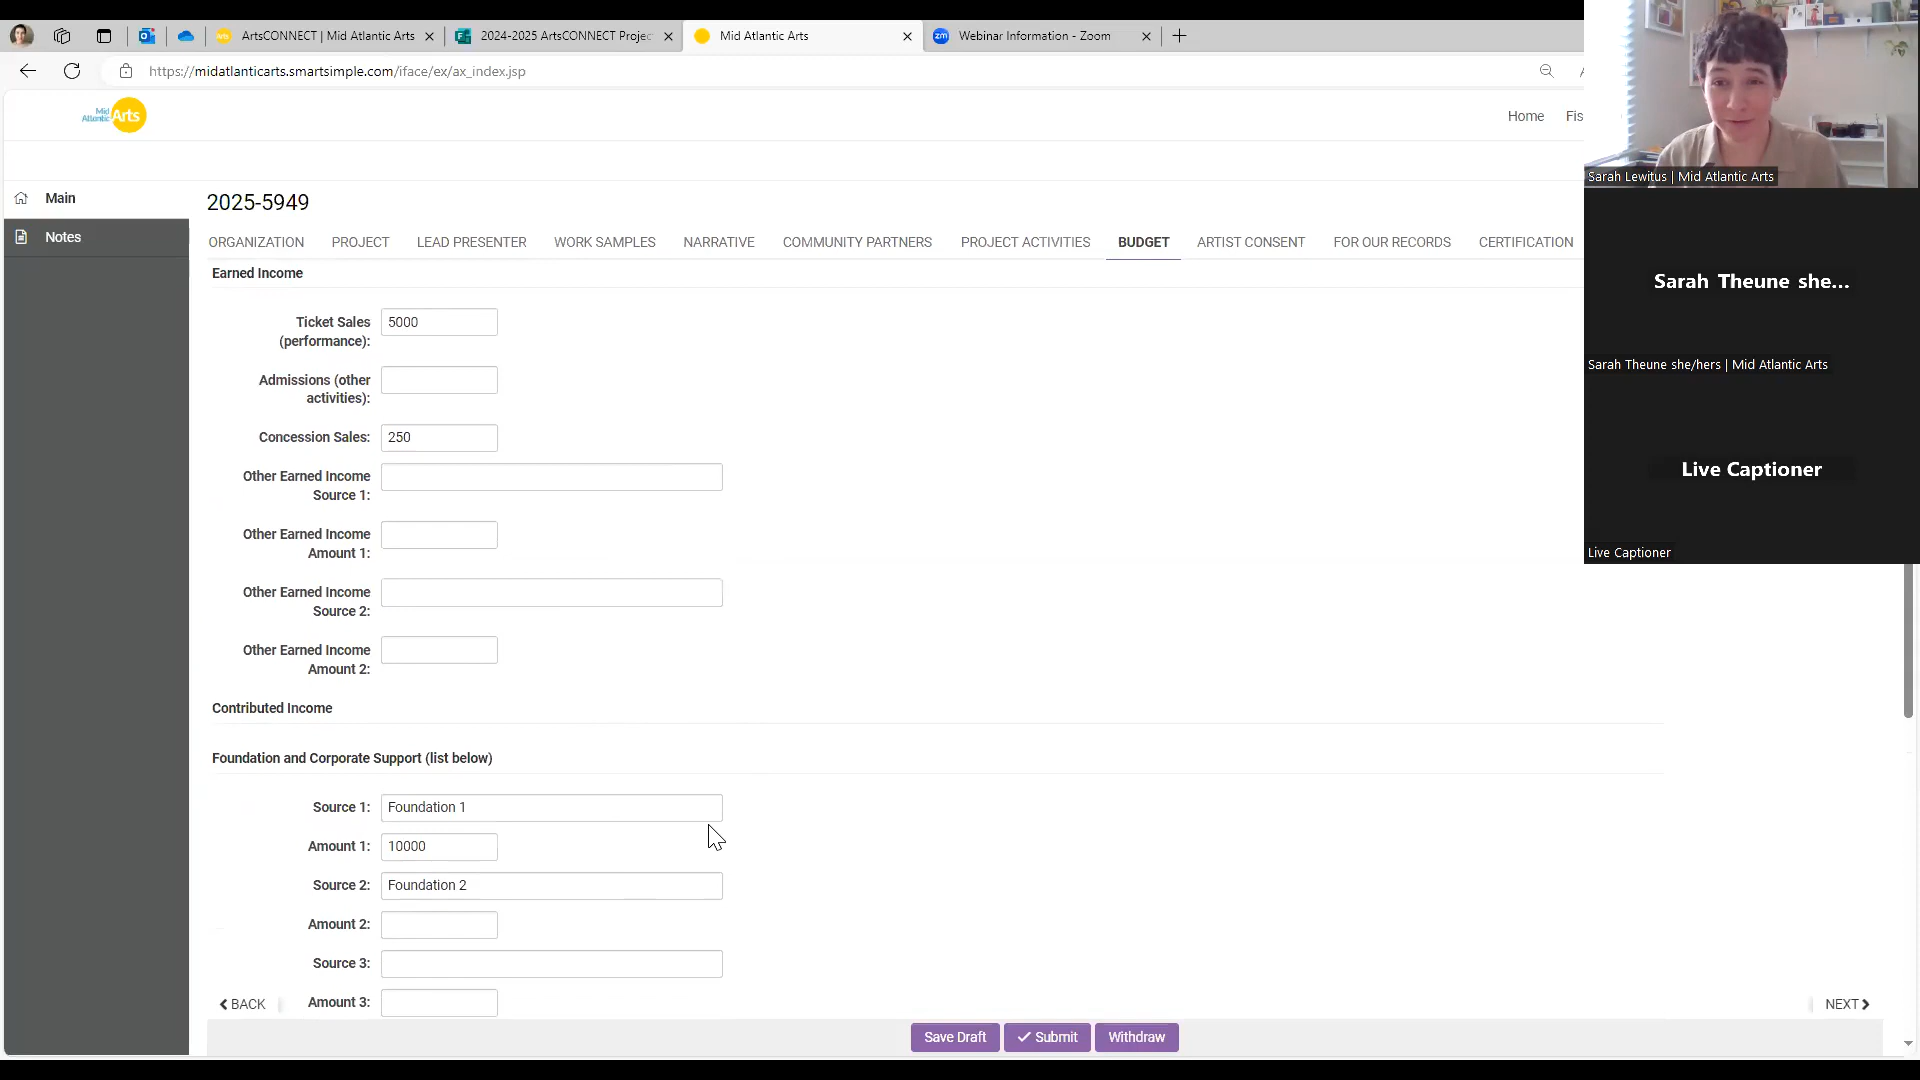 ArtsCONNECT | Mid Atlantic Arts
2024-2025 ArtsCONNECT Projec
Mid Atlantic Arts
zm Webinar Information - Zoom
https://midatlanticarts.smartsimple.com/iface/ex/ax_index.jsp
Mid
Atlantic Arts
Home
Fis
Main
Notes
2025-5949
ORGANIZATION PROJECT LEAD PRESENTER WORK SAMPLES NARRATIVE COMMUNITY PARTNERS PROJECT ACTIVITIES BUDGET ARTIST CONSENT FOR OUR RECORDS CERTIFICATION
Earned Income
Ticket Sales
(performance): 5000
Admissions (other
activities):
Concession Sales: 250
Other Earned Income
Source 1:
Other Earned Income
Amount 1:
Other Earned Income
Source 2:
Other Earned Income
Amount 2:
Contributed Income
Foundation and Corporate Support (list below)
Source 1: Foundation 1
Amount 1: 10000
Source 2: Foundation 2
Amount 2:
Source 3:
Amount 3:
BACK
NEXT
Save Draft
Submit
Withdraw
Sarah Lewitus | Mid Atlantic Arts
Sarah Theune she...
Sarah Theune she/hers | Mid Atlantic Arts
Live Captioner
Live Captioner